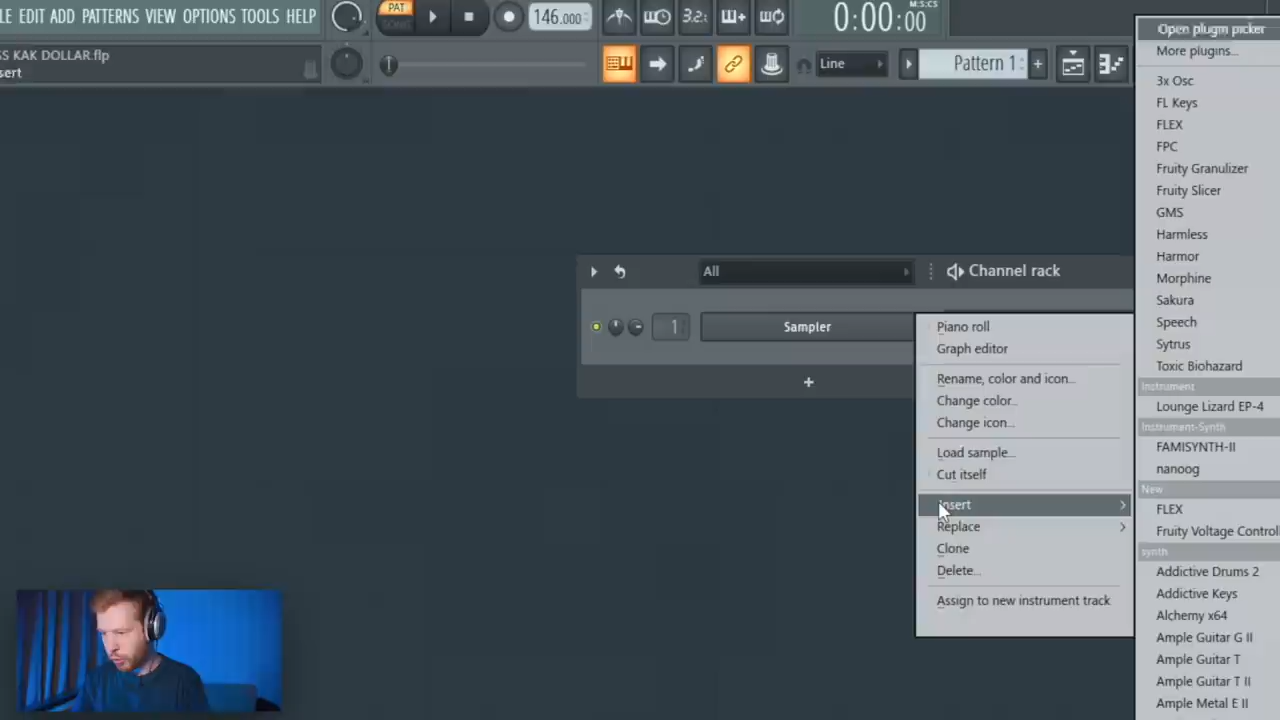 LE EDIT ADD PATTERNS VIEW OPTIONS TOOLS HELP
PAT
SONG
146.000
3.2:
0:00:00
M:S:CS
S KAK DOLLAR.flp
sert
Line
Pattern 1
+
All
Channel rack
1
Sampler
+
Piano roll
Graph editor
Rename, color and icon...
Change color...
Change icon...
Load sample...
Cut itself
Insert
Replace
Clone
Delete...
Assign to new instrument track
Open plugin picker
More plugins...
3x Osc
FL Keys
FLEX
FPC
Fruity Granulizer
Fruity Slicer
GMS
Harmless
Harmor
Morphine
Sakura
Speech
Sytrus
Toxic Biohazard
Instrument
Lounge Lizard EP-4
Instrument-Synth
FAMISYNTH-II
nanoog
New
FLEX
Fruity Voltage Control
synth
Addictive Drums 2
Addictive Keys
Alchemy x64
Ample Guitar G II
Ample Guitar T
Ample Guitar T II
Ample Metal E II